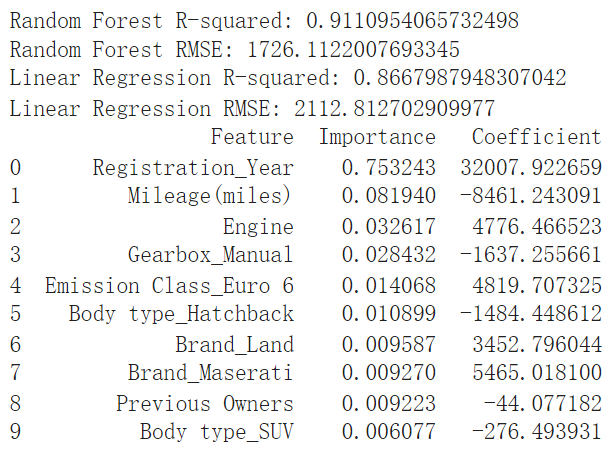 Random Forest R-squared: 0.9110954065732498
Random Forest RMSE: 1726.1122007693345
Linear Regression R-squared: 0.8667987948307042
Linear Regression RMSE: 2112.812702909977
Feature Importance Coefficient
0 Registration_Year 0.753243 32007.922659
1 Mileage(miles) 0.081940 -8461.243091
2 Engine 0.032617 4776.466523
3 Gearbox_Manual 0.028432 -1637.255661
4 Emission Class_Euro 6 0.014068 4819.707325
5 Body type_Hatchback 0.010899 -1484.448612
6 Brand_Land 0.009587 3452.796044
7 Brand_Maserati 0.009270 5465.018100
8 Previous Owners 0.009223 -44.077182
9 Body type_SUV 0.006077 -276.493931